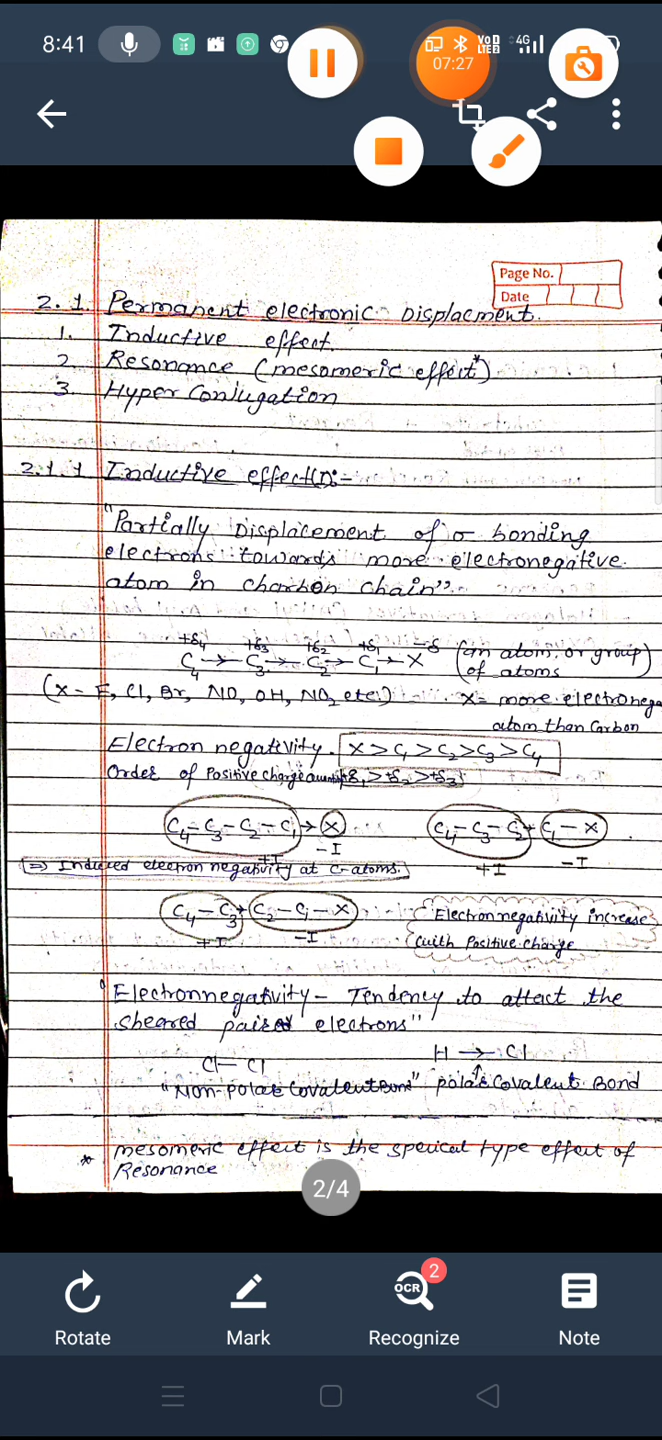 8:41
4G
07:27
Page No.
Date
2.1 Permanent electronic Displacment.
1. Inductive effect.
2 Resonance (mesomeric effect*)
3. Hyper Conjugation
2.1.1 Inductive effect(I):-
"Partially Displacement of σ bonding
electrons towards more electronegative
atom in charbon chain".
+δ4 +δ3 +δ2 +δ1 -δ
C4 → C3 → C2 → C1 → X (an atom or group
of atoms
(X - F, Cl, Br, NO, OH, NO2 etc.) X = more electronega
atom than Carbon
Electron negativity. X > C1 > C2 > C3 > C4
Order of Positive charge +δ1 > +δ2 > +δ3
C4 - C3 - C2 - C1 → X
+I -I
C4 - C3 - C2 → C1 - X
+I -I
⇒ Induced electron negativity at C-atoms.
C4 - C3 → C2 - C1 - X
+I -I
Electronnegativity increase
with Positive charge
"Electronnegativity - Tendency to attact the
sheared paired electrons"
Cl - Cl H → Cl
"Non-polar Covalent Bond" polar Covalent Bond
* mesomeric effect is the sperical type effect of
Resonance
2/4
OCR
2
Rotate Mark Recognize Note